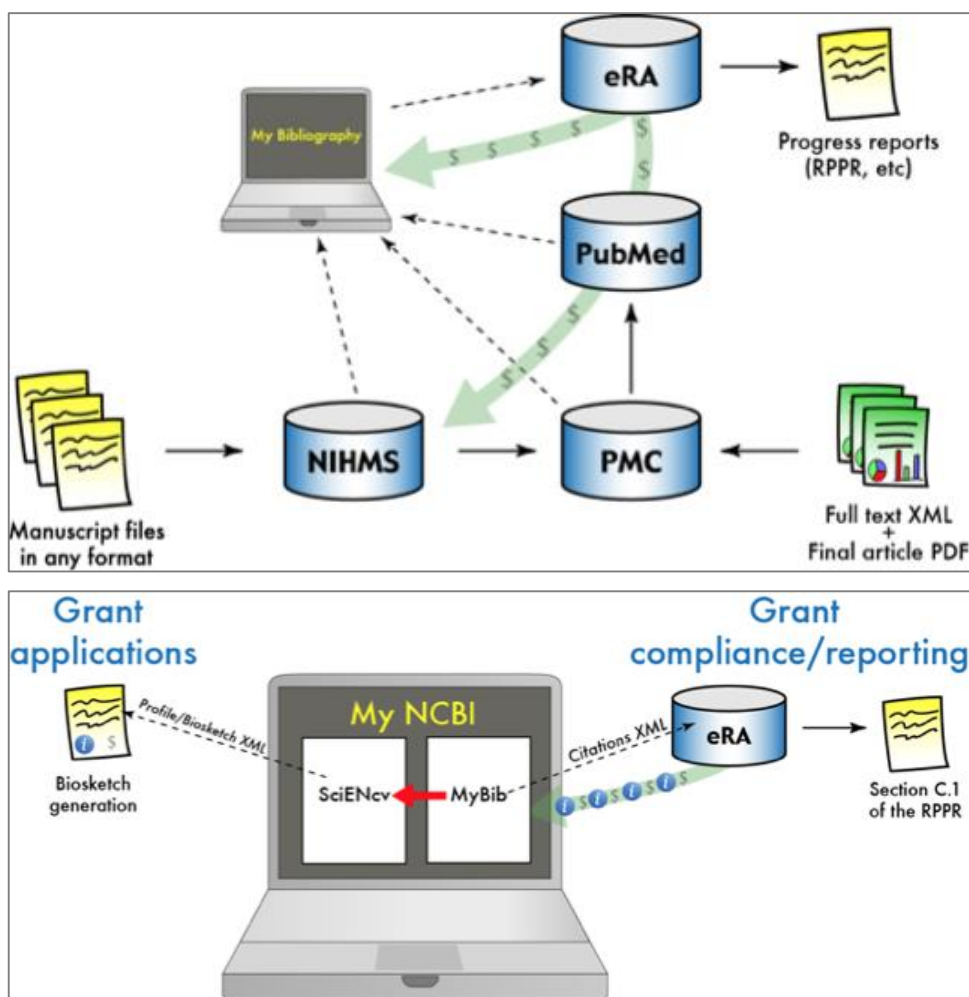 eRA
My Bibliography
Progress reports
(RPPR, etc)
$ $ $ $ $
$
PubMed
$
$
$
$
NIHMS
PMC
Manuscript files
in any format
Full text XML
+
Final article PDF
Grant
applications
Grant
compliance/reporting
My NCBI
Profile/Biosketch XML
Citations XML
eRA
i $
SciENcv
MyBib
i $ i $ i $ i $
Biosketch
generation
Section C.1
of the RPPR